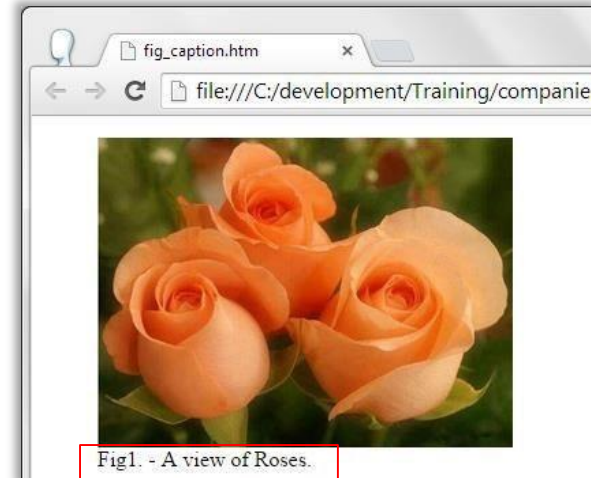 fig_caption.htm
file:///C:/development/Training/companie
Fig1. - A view of Roses.